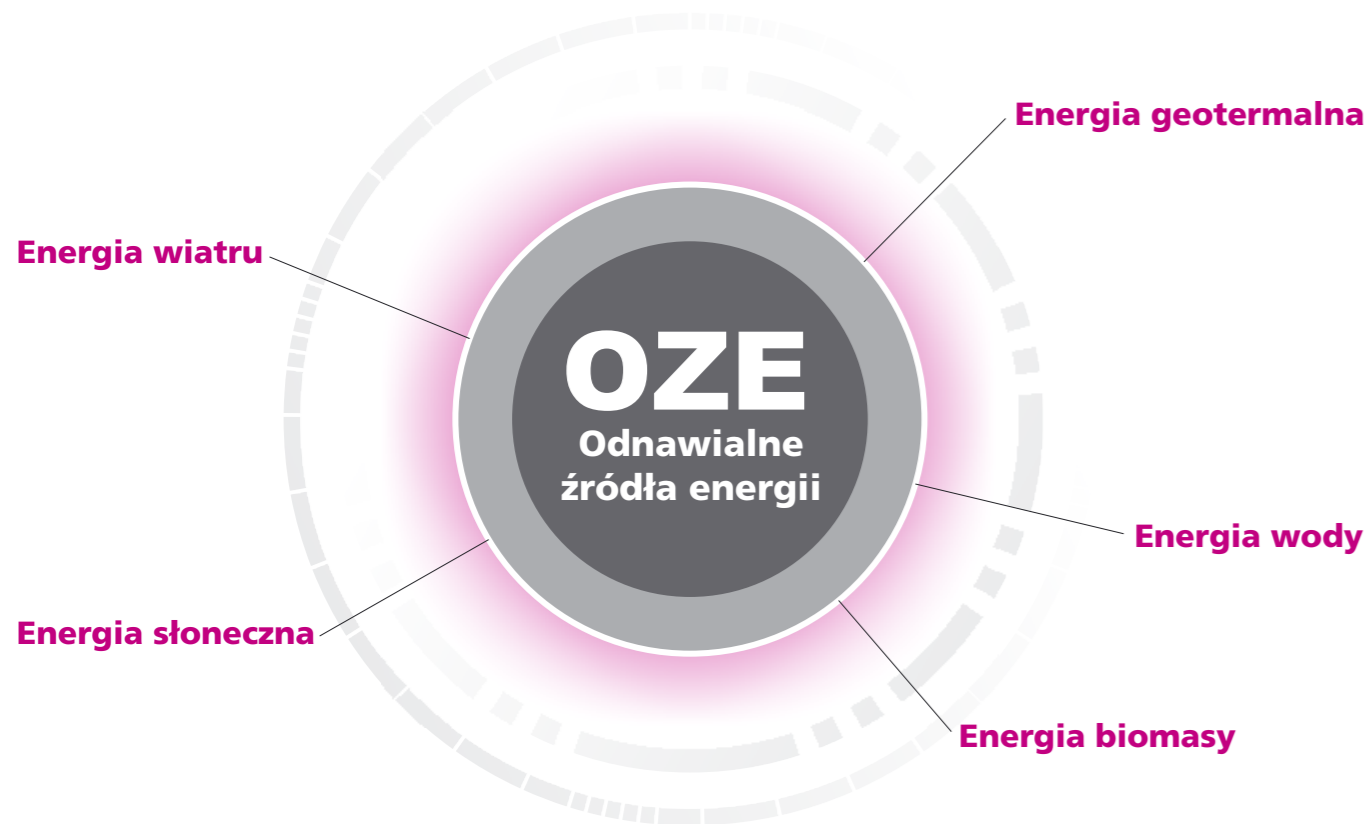 Energia geotermalna
Energia wiatru
OZE
Odnawialne
źródła energii
Energia wody
Energia słoneczna
Energia biomasy